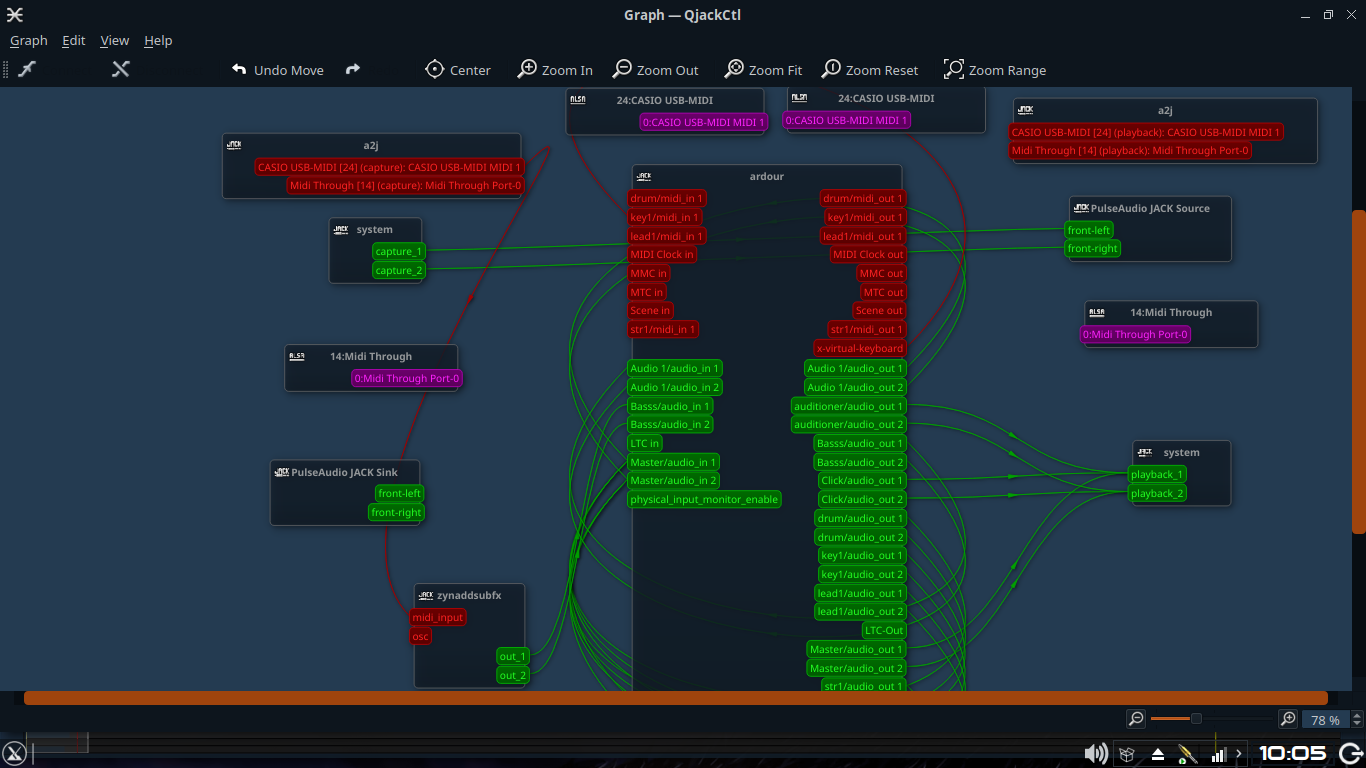 Graph — QjackCtl
Graph Edit View Help
Undo Move Center Zoom In Zoom Out Zoom Fit Zoom Reset Zoom Range
ALSA 24:CASIO USB-MIDI
0:CASIO USB-MIDI MIDI 1
ALSA 24:CASIO USB-MIDI
0:CASIO USB-MIDI MIDI 1
JACK a2j
CASIO USB-MIDI [24] (playback): CASIO USB-MIDI MIDI 1
Midi Through [14] (playback): Midi Through Port-0
JACK a2j
CASIO USB-MIDI [24] (capture): CASIO USB-MIDI MIDI 1
Midi Through [14] (capture): Midi Through Port-0
JACK system
capture_1
capture_2
ALSA 14:Midi Through
0:Midi Through Port-0
JACK PulseAudio JACK Sink
front-left
front-right
JACK zynaddsubfx
midi_input
osc
out_1
out_2
JACK ardour
drum/midi_in 1
key1/midi_in 1
lead1/midi_in 1
MIDI Clock in
MMC in
MTC in
Scene in
str1/midi_in 1
Audio 1/audio_in 1
Audio 1/audio_in 2
Basss/audio_in 1
Basss/audio_in 2
LTC in
Master/audio_in 1
Master/audio_in 2
physical_input_monitor_enable
drum/midi_out 1
key1/midi_out 1
lead1/midi_out 1
MIDI Clock out
MMC out
MTC out
Scene out
str1/midi_out 1
x-virtual-keyboard
Audio 1/audio_out 1
Audio 1/audio_out 2
auditioner/audio_out 1
auditioner/audio_out 2
Basss/audio_out 1
Basss/audio_out 2
Click/audio_out 1
Click/audio_out 2
drum/audio_out 1
drum/audio_out 2
key1/audio_out 1
key1/audio_out 2
lead1/audio_out 1
lead1/audio_out 2
LTC-Out
Master/audio_out 1
Master/audio_out 2
str1/audio_out 1
JACK PulseAudio JACK Source
front-left
front-right
ALSA 14:Midi Through
0:Midi Through Port-0
JACK system
playback_1
playback_2
78 %
10:05